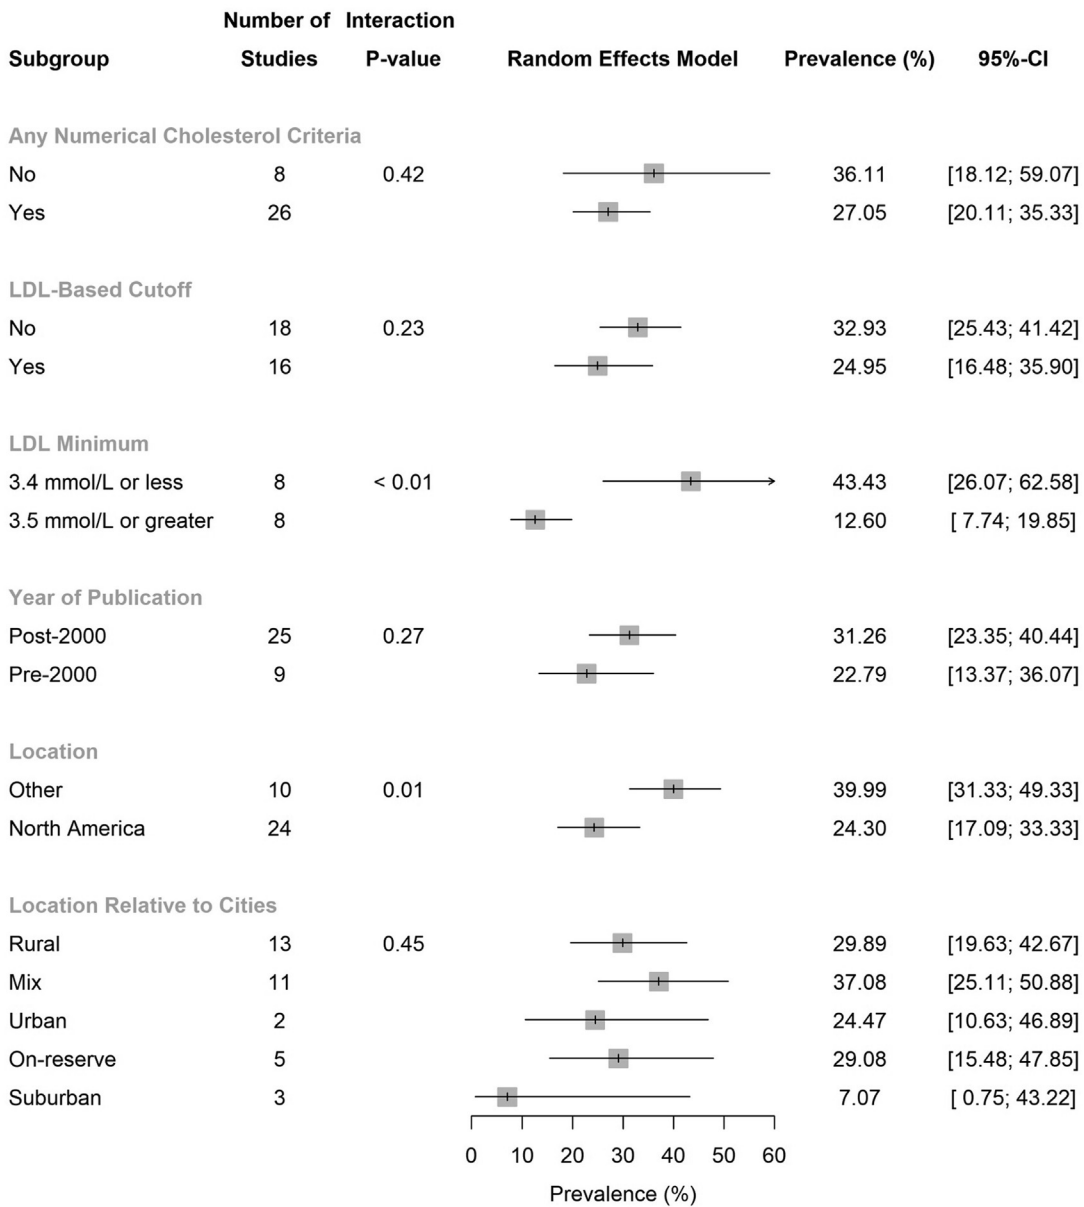 Number of Interaction
Subgroup Studies P-value Random Effects Model Prevalence (%) 95%-CI
Any Numerical Cholesterol Criteria
No 8 0.42 36.11 [18.12; 59.07]
Yes 26 27.05 [20.11; 35.33]
LDL-Based Cutoff
No 18 0.23 32.93 [25.43; 41.42]
Yes 16 24.95 [16.48; 35.90]
LDL Minimum
3.4 mmol/L or less 8 < 0.01 43.43 [26.07; 62.58]
3.5 mmol/L or greater 8 12.60 [ 7.74; 19.85]
Year of Publication
Post-2000 25 0.27 31.26 [23.35; 40.44]
Pre-2000 9 22.79 [13.37; 36.07]
Location
Other 10 0.01 39.99 [31.33; 49.33]
North America 24 24.30 [17.09; 33.33]
Location Relative to Cities
Rural 13 0.45 29.89 [19.63; 42.67]
Mix 11 37.08 [25.11; 50.88]
Urban 2 24.47 [10.63; 46.89]
On-reserve 5 29.08 [15.48; 47.85]
Suburban 3 7.07 [ 0.75; 43.22]
0 10 20 30 40 50 60
Prevalence (%)